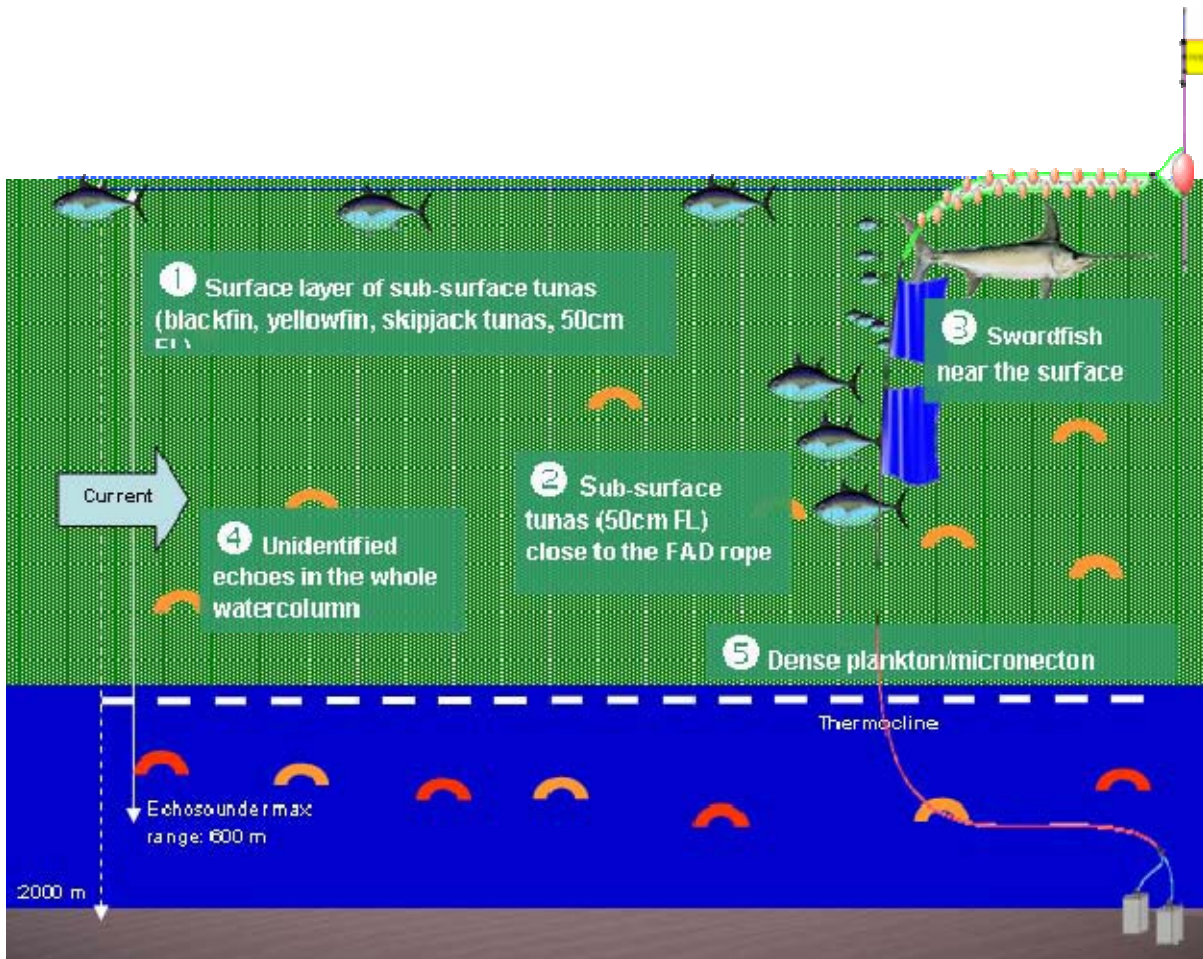 1 Surface layer of sub-surface tunas
(blackfin, yellowfin, skipjack tunas, 50cm
FL)
3 Swordfish
near the surface
Current
2 Sub-surface
tunas (50cm FL)
close to the FAD rope
4 Unidentified
echoes in the whole
watercolumn
5 Dense plankton/micronecton
Thermocline
Echosounder max
range: 600 m
2000 m